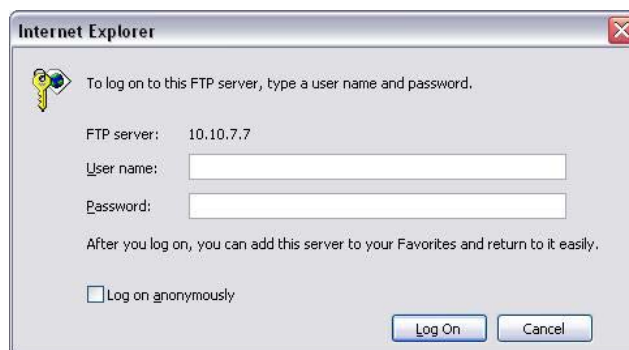 Internet Explorer
To log on to this FTP server, type a user name and password.
FTP server: 10.10.7.7
User name:
Password:
After you log on, you can add this server to your Favorites and return to it easily.
Log on anonymously
Log On Cancel